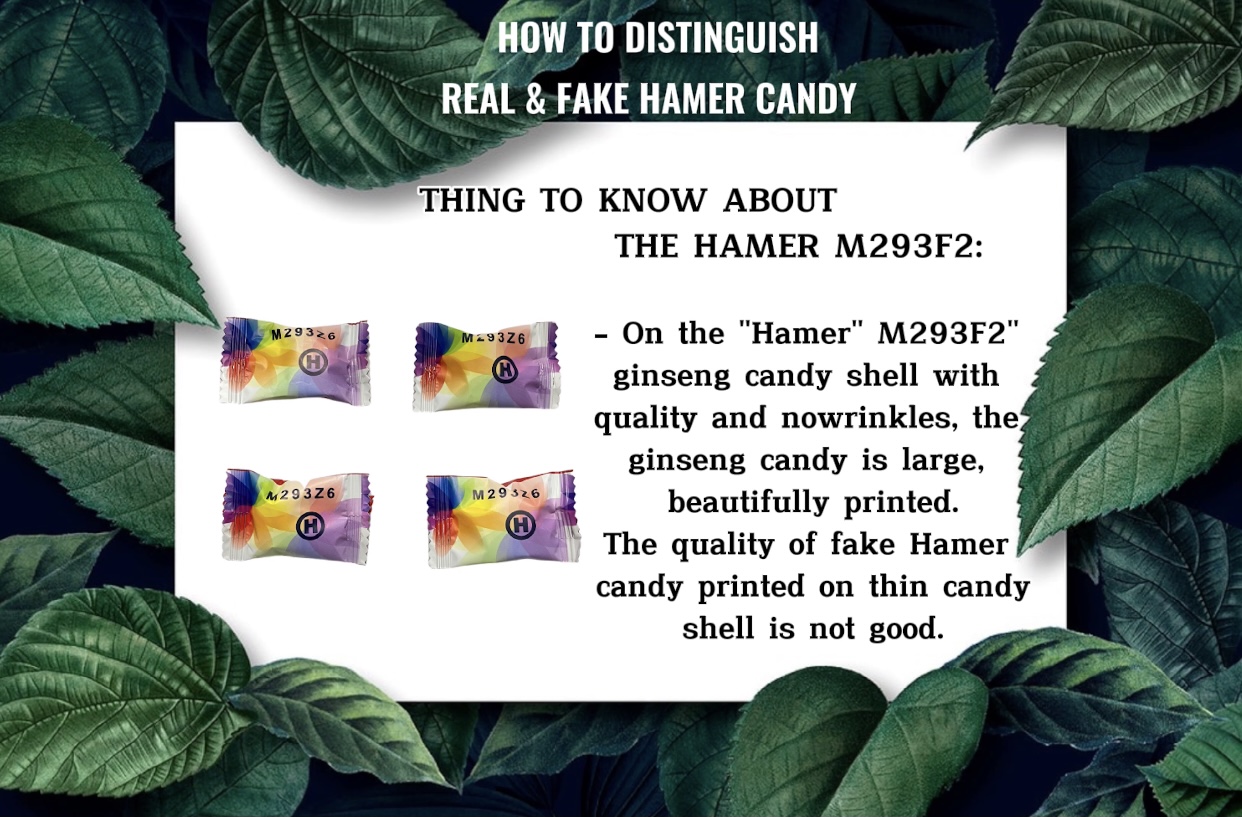 HOW TO DISTINGUISH
REAL & FAKE HAMER CANDY
THING TO KNOW ABOUT
THE HAMER M293F2:
M293Z6
H
M293Z6
H
- On the "Hamer" M293F2"
ginseng candy shell with
quality and nowrinkles, the
ginseng candy is large,
beautifully printed.
The quality of fake Hamer
candy printed on thin candy
shell is not good.
M293Z6
H
M293Z6
H